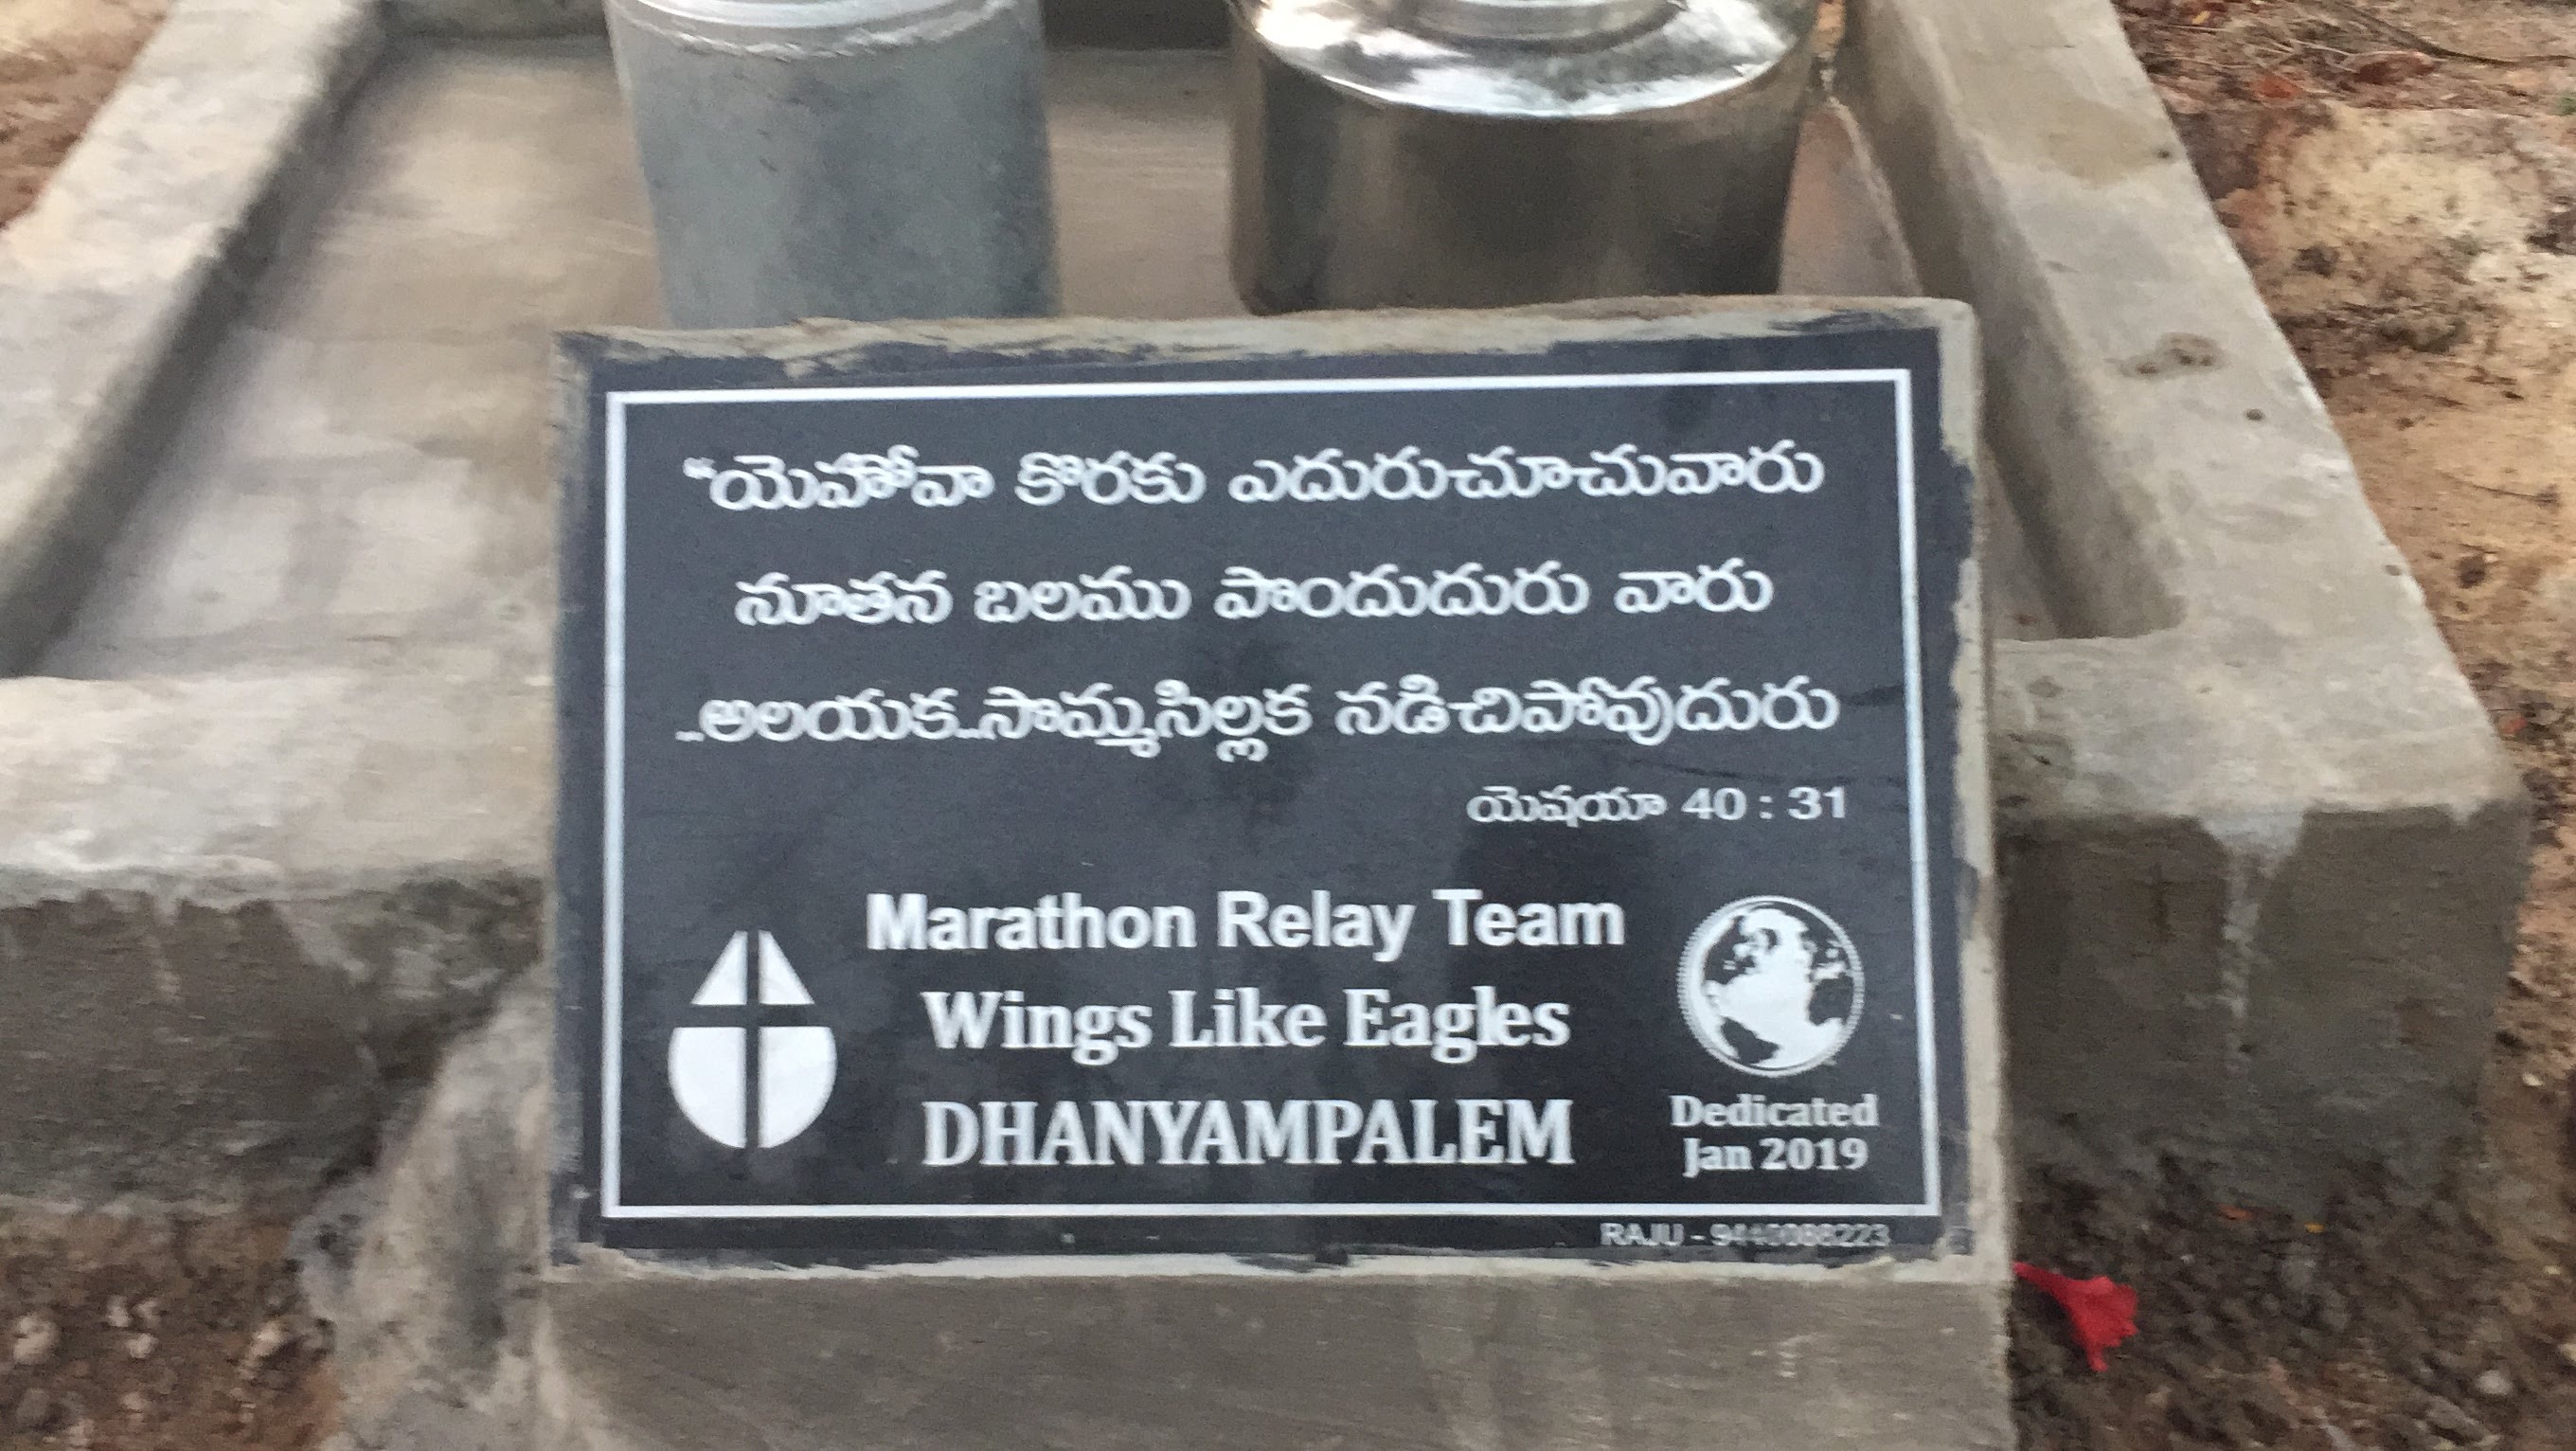 “యెహోవా కొరకు ఎదురుచూచువారు
నూతన బలము పొందుదురు వారు
..అలయక..సొమ్మసిల్లక నడిచిపోవుదురు
యెషయా 40 : 31
Marathon Relay Team
Wings Like Eagles
DHANYAMPALEM
Dedicated
Jan 2019
RAJU -